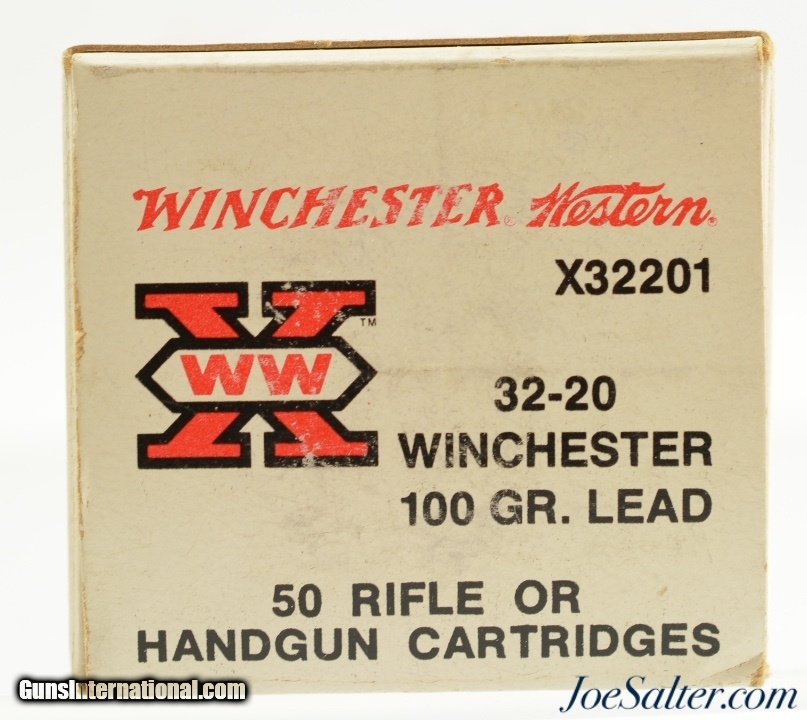 WINCHESTER® Western®
X32201
WW ™
32-20
WINCHESTER
100 GR. LEAD
50 RIFLE OR
HANDGUN CARTRIDGES
GunsInternational.com
JoeSalter.com